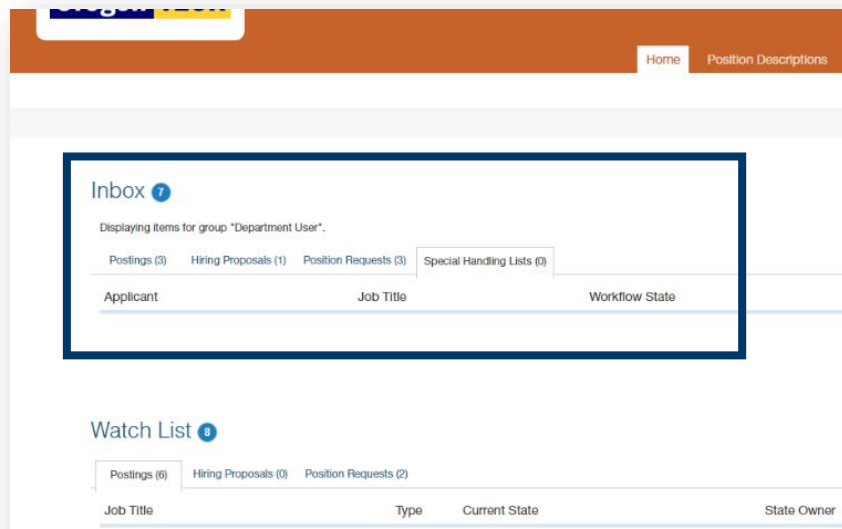 Oregon TECH
Home Position Descriptions
Inbox 7
Displaying items for group "Department User".
Postings (3) Hiring Proposals (1) Position Requests (3) Special Handling Lists (0)
Applicant Job Title Workflow State
Watch List 8
Postings (6) Hiring Proposals (0) Position Requests (2)
Job Title Type Current State State Owner